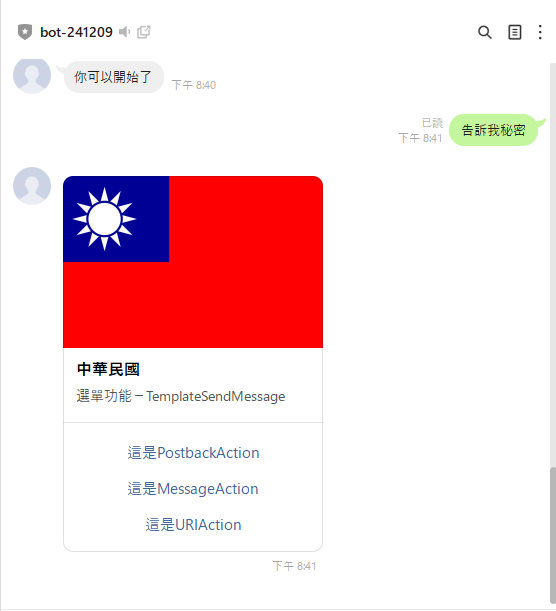 bot-241209
你可以開始了
下午 8:40
已讀
下午 8:41
告訴我秘密
中華民國
選單功能－TemplateSendMessage
這是PostbackAction
這是MessageAction
這是URIAction
下午 8:41